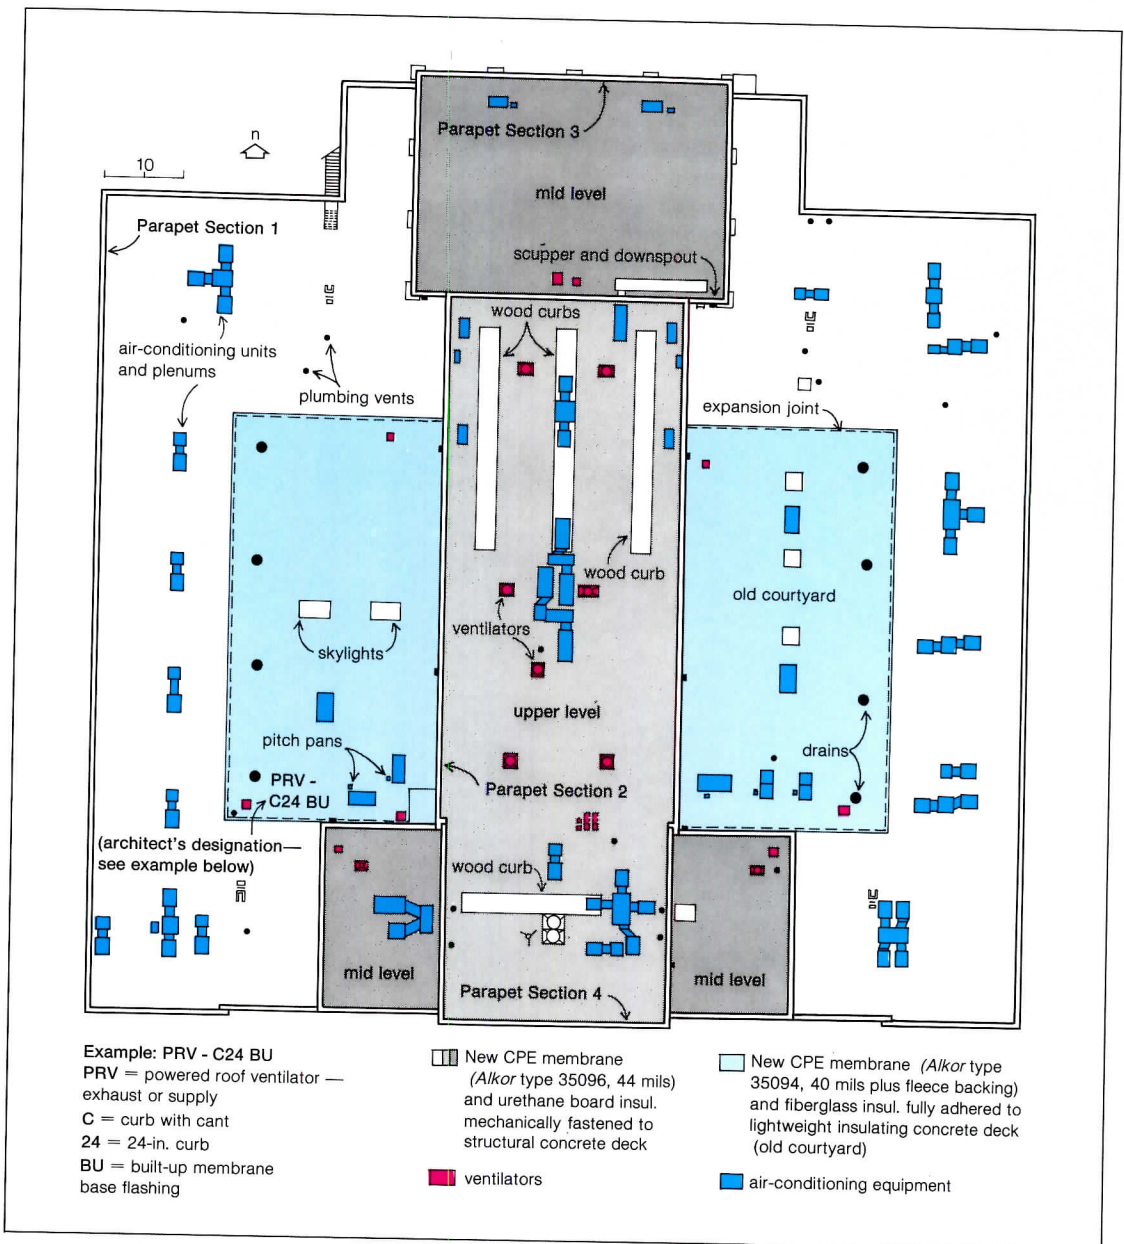 Parapet Section 3
n
10
mid level
Parapet Section 1
scupper and downspout
wood curbs
air-conditioning units
and plenums
plumbing vents
expansion joint
wood curb
old courtyard
ventilators
skylights
upper level
pitch pans
drains
PRV -
C24 BU
Parapet Section 2
(architect's designation—
see example below)
wood curb
mid level
mid level
Parapet Section 4
Example: PRV - C24 BU
PRV = powered roof ventilator —
exhaust or supply
C = curb with cant
24 = 24-in. curb
BU = built-up membrane
base flashing
New CPE membrane
(Alkor type 35096, 44 mils)
and urethane board insul.
mechanically fastened to
structural concrete deck
ventilators
New CPE membrane (Alkor type
35094, 40 mils plus fleece backing)
and fiberglass insul. fully adhered to
lightweight insulating concrete deck
(old courtyard)
air-conditioning equipment